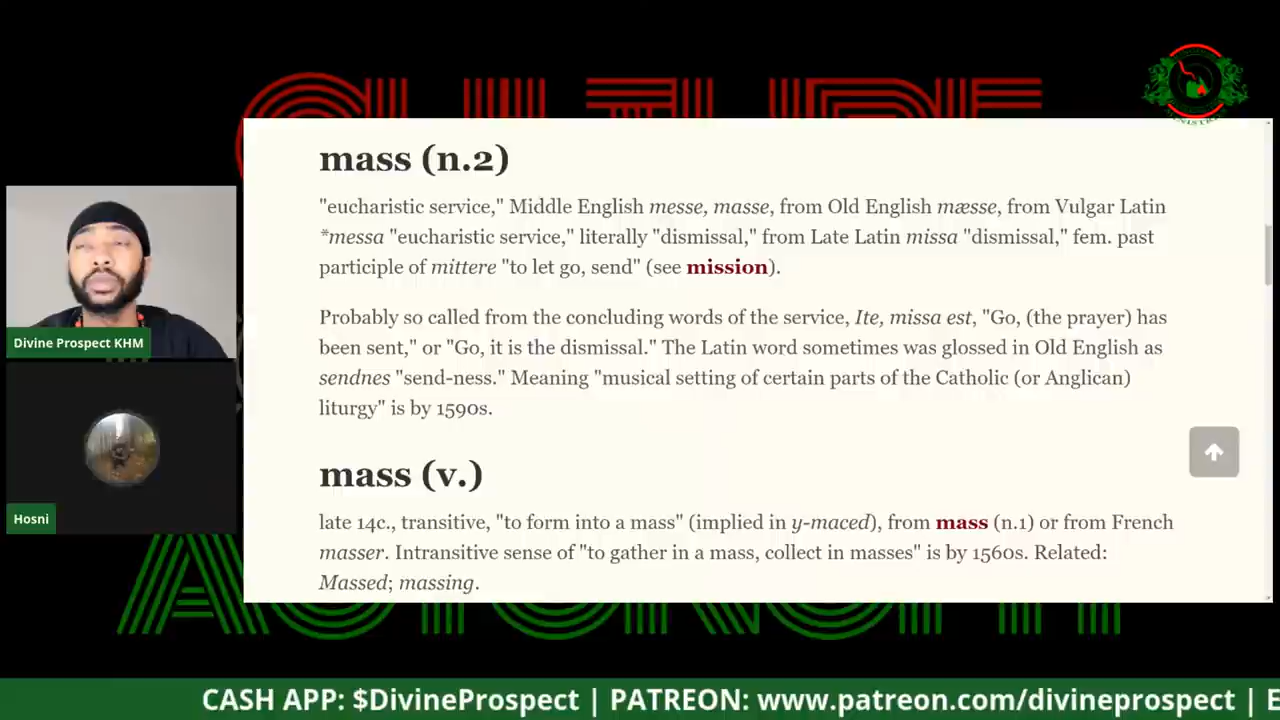 mass (n.2)
"eucharistic service," Middle English messe, masse, from Old English mæsse, from Vulgar Latin
*messa "eucharistic service," literally "dismissal," from Late Latin missa "dismissal," fem. past
participle of mittere "to let go, send" (see mission).
Probably so called from the concluding words of the service, Ite, missa est, "Go, (the prayer) has
been sent," or "Go, it is the dismissal." The Latin word sometimes was glossed in Old English as
sendnes "send-ness." Meaning "musical setting of certain parts of the Catholic (or Anglican)
liturgy" is by 1590s.
mass (v.)
late 14c., transitive, "to form into a mass" (implied in y-maced), from mass (n.1) or from French
masser. Intransitive sense of "to gather in a mass, collect in masses" is by 1560s. Related:
Massed; massing.
Divine Prospect KHM
Hosni
CASH APP: $DivineProspect | PATREON: www.patreon.com/divineprospect | E